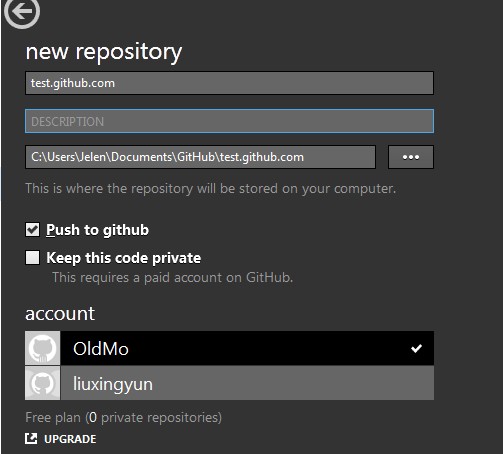 new repository
test.github.com
DESCRIPTION
C:\Users\Jelen\Documents\GitHub\test.github.com
•••
This is where the repository will be stored on your computer.
Push to github
Keep this code private
This requires a paid account on GitHub.
account
OldMo
liuxingyun
Free plan (0 private repositories)
UPGRADE